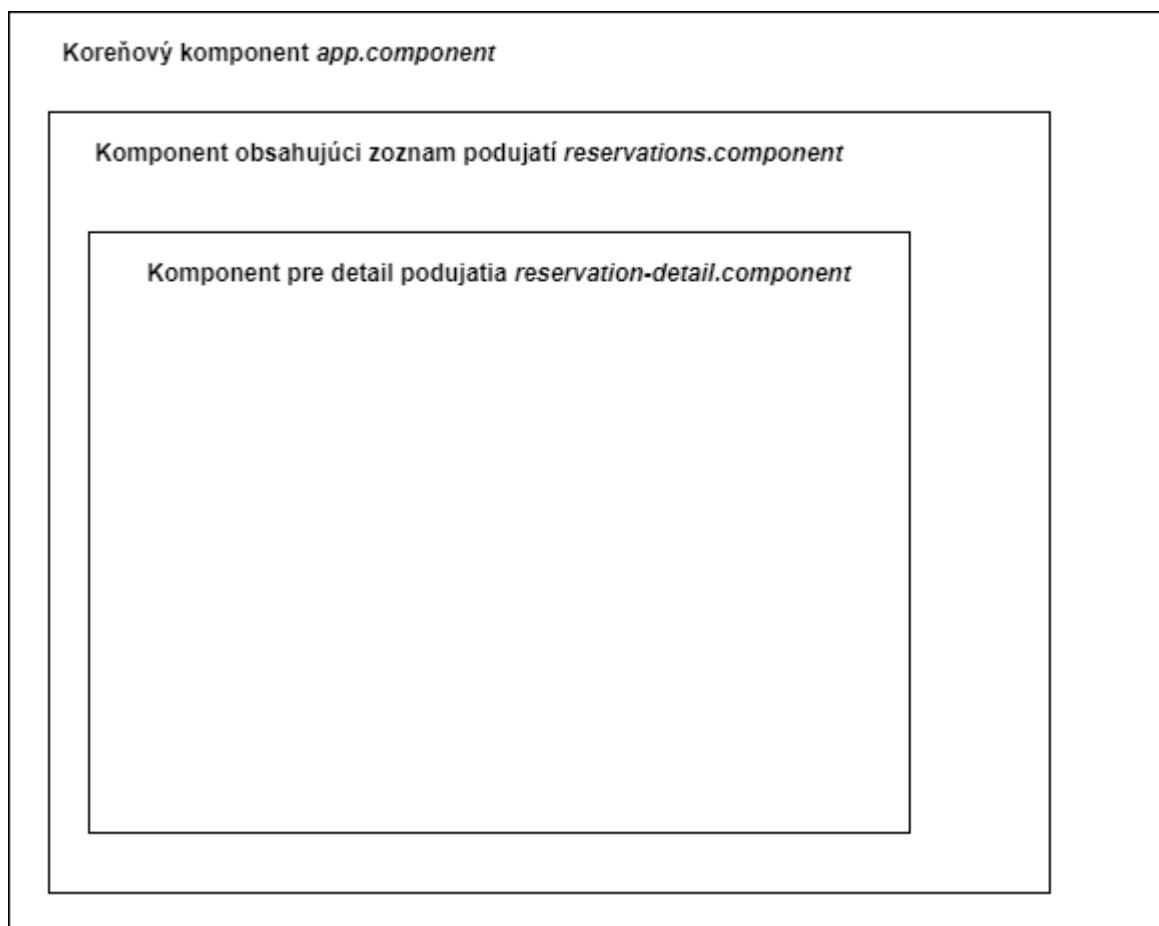 Koreňový komponent app.component
Komponent obsahujúci zoznam podujatí reservations.component
Komponent pre detail podujatia reservation-detail.component